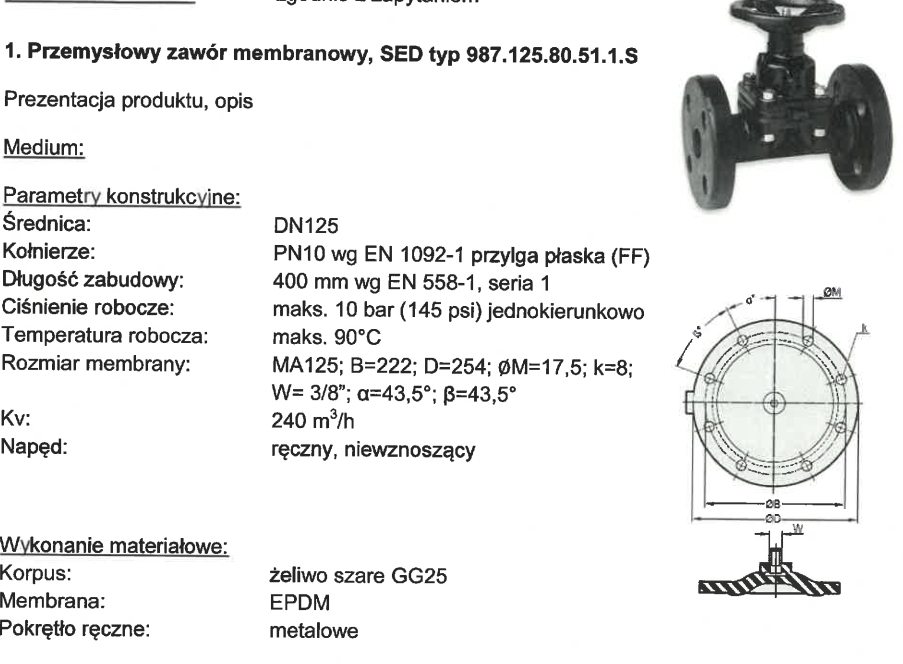 zgodnie z zapytaniem
1. Przemysłowy zawór membranowy, SED typ 987.125.80.51.1.S
Prezentacja produktu, opis
Medium:
Parametry konstrukcyjne:
Średnica: DN125
Kołnierze: PN10 wg EN 1092-1 przylga płaska (FF)
Długość zabudowy: 400 mm wg EN 558-1, seria 1
Ciśnienie robocze: maks. 10 bar (145 psi) jednokierunkowo
Temperatura robocza: maks. 90°C
Rozmiar membrany: MA125; B=222; D=254; øM=17,5; k=8;
W= 3/8”; α=43,5°; β=43,5°
Kv: 240 m³/h
Napęd: ręczny, niewznoszący
Wykonanie materiałowe:
Korpus: żeliwo szare GG25
Membrana: EPDM
Pokrętło ręczne: metalowe
α°
ØM
β°
k
ØB
ØD
W